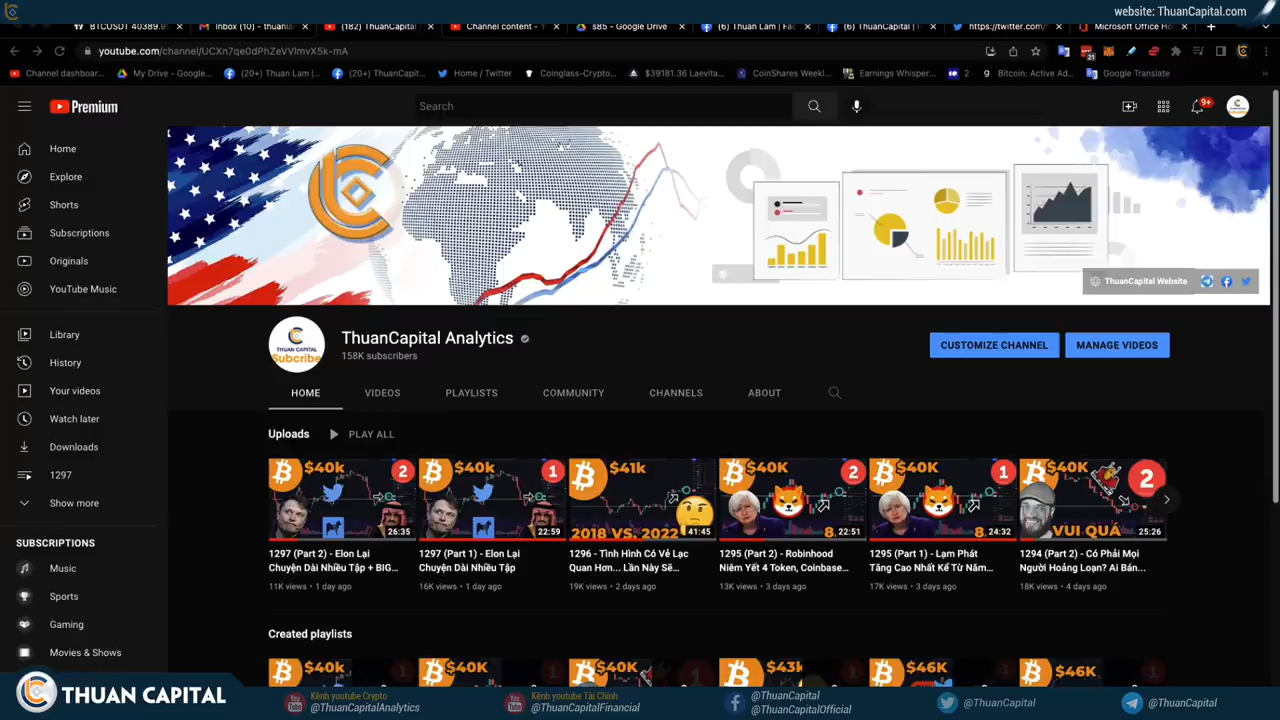 website: ThuanCapital.com
BTCUSDT 40389.9
Inbox (10) - thuanla
(182) ThuanCapit
Channel content - Y
s85 - Google Drive
(6) Thuan Lam | Fac
(6) ThuanCapital | F
https://twitter.com/
Microsoft Office Ho
youtube.com/channel/UCXn7qe0dPhZeVVlmvX5k-mA
21
Channel dashboar...
My Drive - Google...
(20+) Thuan Lam |...
(20+) ThuanCapit...
Home / Twitter
Coinglass-Crypto...
$39181.36 Laevita...
CoinShares Weekl...
Earnings Whisper...
2
Bitcoin: Active Ad...
Google Translate
Premium
Search
9+
Home
Explore
Shorts
Subscriptions
Originals
YouTube Music
Library
History
Your videos
Watch later
Downloads
1297
Show more
SUBSCRIPTIONS
Music
Sports
Gaming
Movies & Shows
ThuanCapital Website
THUAN CAPITAL
Subcribe
ThuanCapital Analytics
158K subscribers
CUSTOMIZE CHANNEL
MANAGE VIDEOS
HOME
VIDEOS
PLAYLISTS
COMMUNITY
CHANNELS
ABOUT
Uploads
PLAY ALL
$40k
2
26:35
1297 (Part 2) - Elon Lại
Chuyện Dài Nhiều Tập + BIG...
11K views • 1 day ago
$40k
1
22:59
1297 (Part 1) - Elon Lại
Chuyện Dài Nhiều Tập
16K views • 1 day ago
$41k
2018 VS. 2022
41:45
1296 - Tình Hình Có Vẻ Lạc
Quan Hơn... Lần Này Sẽ...
19K views • 2 days ago
$40K
2
8.
22:51
1295 (Part 2) - Robinhood
Niêm Yết 4 Token, Coinbase...
13K views • 3 days ago
$40K
1
8.
24:32
1295 (Part 1) - Lạm Phát
Tăng Cao Nhất Kể Từ Năm...
17K views • 3 days ago
$40K
2
VUI QUÁ
25:26
1294 (Part 2) - Có Phải Mọi
Người Hoảng Loạn? Ai Bán...
18K views • 4 days ago
Created playlists
$40k
$40K
$40K
$43k
$46K
$46K
THUAN CAPITAL
Kênh youtube Crypto
@ThuanCapitalAnalytics
Kênh youtube Tài Chính
@ThuanCapitalFinancial
@ThuanCapital
@ThuanCapitalOfficial
@ThuanCapital
@ThuanCapital